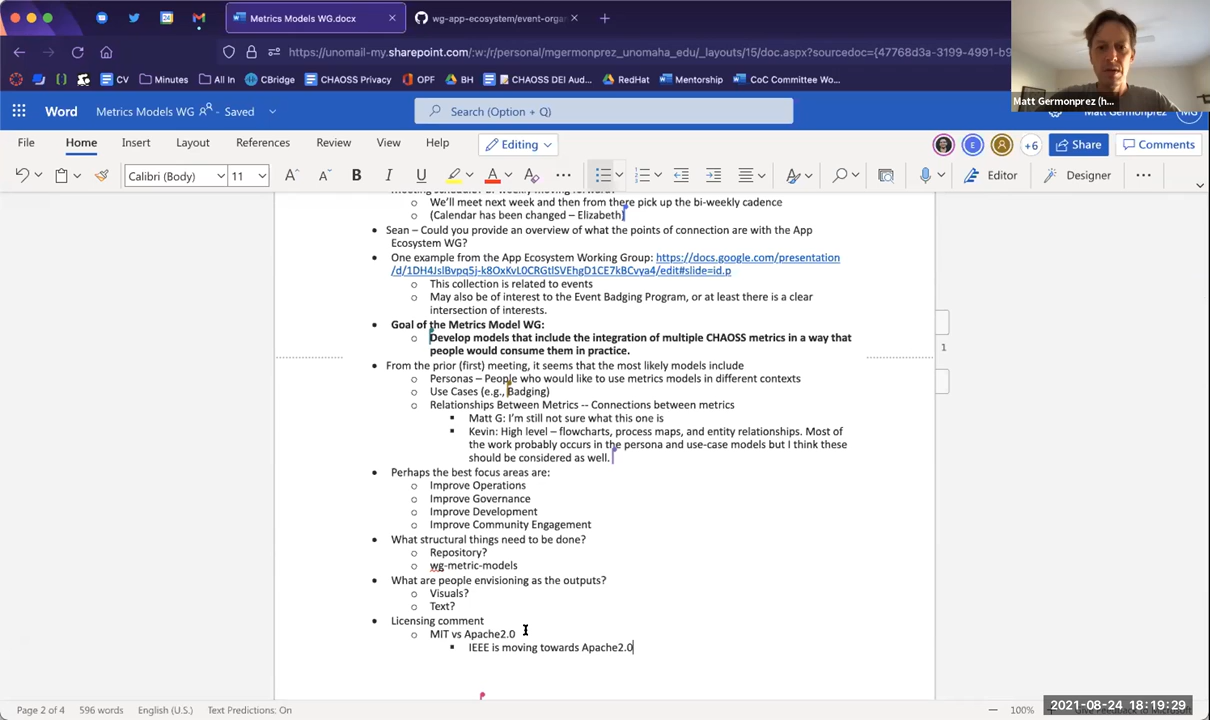 Metrics Models WG.docx
wg-app-ecosystem/event-orga
https://unomail-my.sharepoint.com/:w:/r/personal/mgermonprez_unomaha_edu/_layouts/15/doc.aspx?sourcedoc={47768d3a-3199-4991-b9
CV Minutes All In CBridge CHAOSS Privacy OPF BH CHAOSS DEI Aud... RedHat Mentorship CoC Committee Wo...
Matt Germonprez (h...
Word Metrics Models WG - Saved Search (Option + Q) Matt Germonprez MG
File Home Insert Layout References Review View Help Editing +6 Share Comments
Calibri (Body) 11 A A B I U A Editor Designer
We'll meet next week and then from there pick up the bi-weekly cadence
(Calendar has been changed – Elizabeth)
Sean – Could you provide an overview of what the points of connection are with the App
Ecosystem WG?
One example from the App Ecosystem Working Group: https://docs.google.com/presentation
/d/1DH4JslBvpq5j-k8OxKvL0CRGtlSVEhgD1CE7kBCvya4/edit#slide=id.p
This collection is related to events
May also be of interest to the Event Badging Program, or at least there is a clear
intersection of interests.
Goal of the Metrics Model WG:
Develop models that include the integration of multiple CHAOSS metrics in a way that
people would consume them in practice.
1
From the prior (first) meeting, it seems that the most likely models include
Personas – People who would like to use metrics models in different contexts
Use Cases (e.g., Badging)
Relationships Between Metrics -- Connections between metrics
Matt G: I'm still not sure what this one is
Kevin: High level – flowcharts, process maps, and entity relationships. Most of
the work probably occurs in the persona and use-case models but I think these
should be considered as well.
Perhaps the best focus areas are:
Improve Operations
Improve Governance
Improve Development
Improve Community Engagement
What structural things need to be done?
Repository?
wg-metric-models
What are people envisioning as the outputs?
Visuals?
Text?
Licensing comment
MIT vs Apache2.0
IEEE is moving towards Apache2.0
Page 2 of 4 596 words English (U.S.) Text Predictions: On 100%
2021-08-24 18:19:29